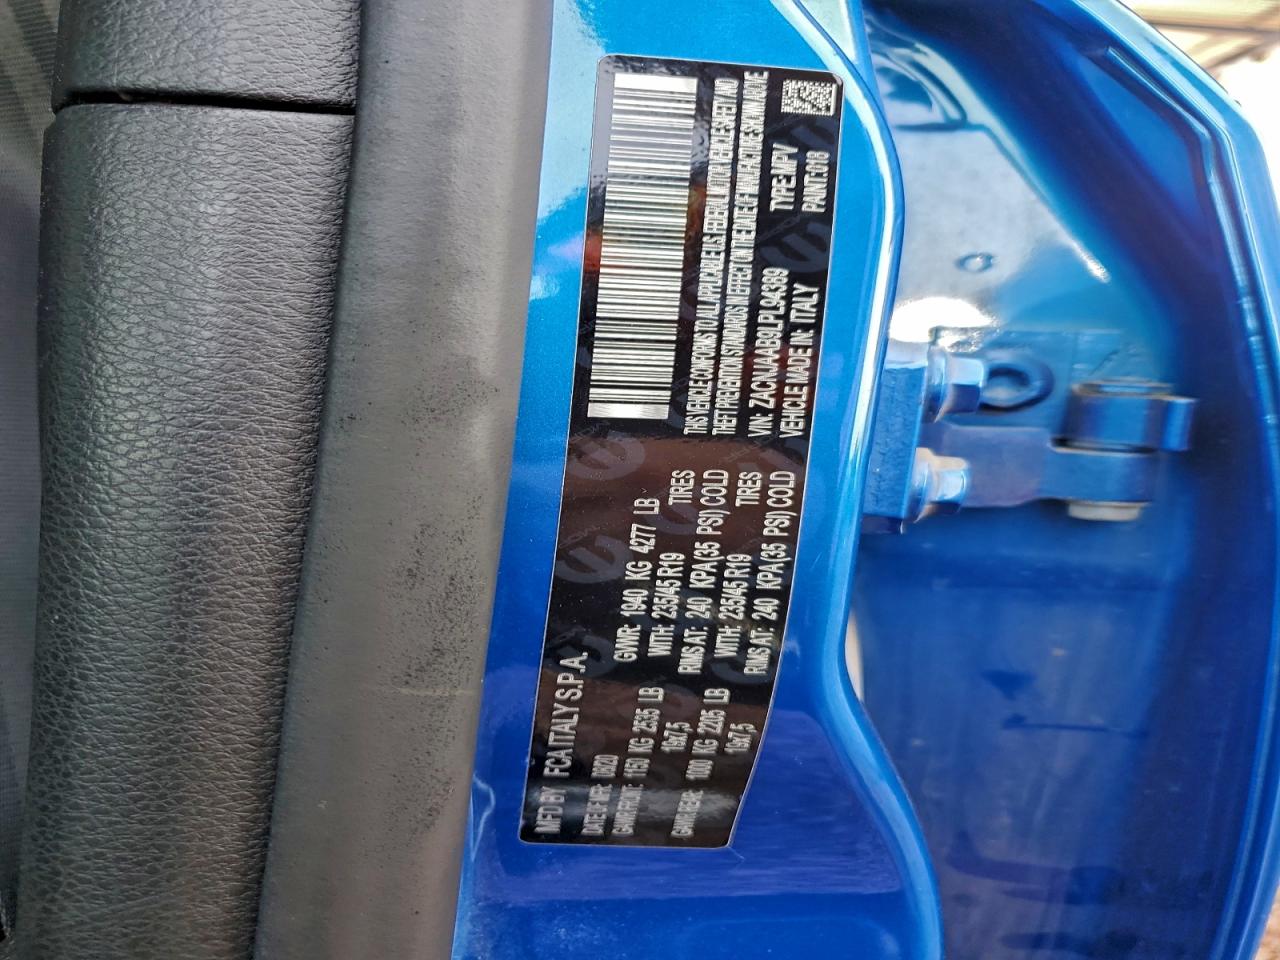 MFD BY FCA ITALY S.P.A.
DATE OF MFR: 05/20 GVWR: 1940 KG 4277 LB
GAWR FRONT: 1150 KG 2535 LB WITH: 235/45 R19 TIRES
19x7,5 RIMS AT: 240 KPA(35 PSI) COLD
GAWR REAR: 1000 KG 2205 LB WITH: 235/45 R19 TIRES
19x7,5 RIMS AT: 240 KPA(35 PSI) COLD
THIS VEHICLE CONFORMS TO ALL APPLICABLE U.S. FEDERAL MOTOR VEHICLE SAFETY, AND
THEFT PREVENTION STANDARDS IN EFFECT ON THE DATE OF MANUFACTURE SHOWN ABOVE
VIN: ZACNJAAB9LPL94389 TYPE: MPV
VEHICLE MADE IN: ITALY PAINT: 018